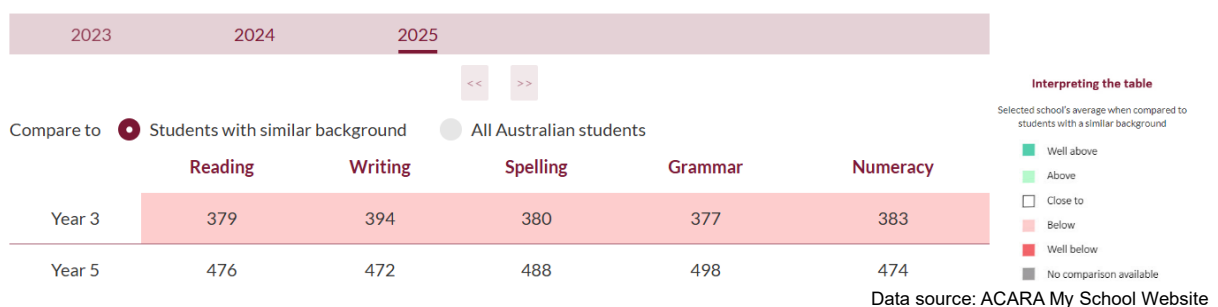 2023 2024 2025
<< >>
Compare to Students with similar background All Australian students
Reading Writing Spelling Grammar Numeracy
Year 3 379 394 380 377 383
Year 5 476 472 488 498 474
Interpreting the table
Selected school's average when compared to
students with a similar background
Well above
Above
Close to
Below
Well below
No comparison available
Data source: ACARA My School Website